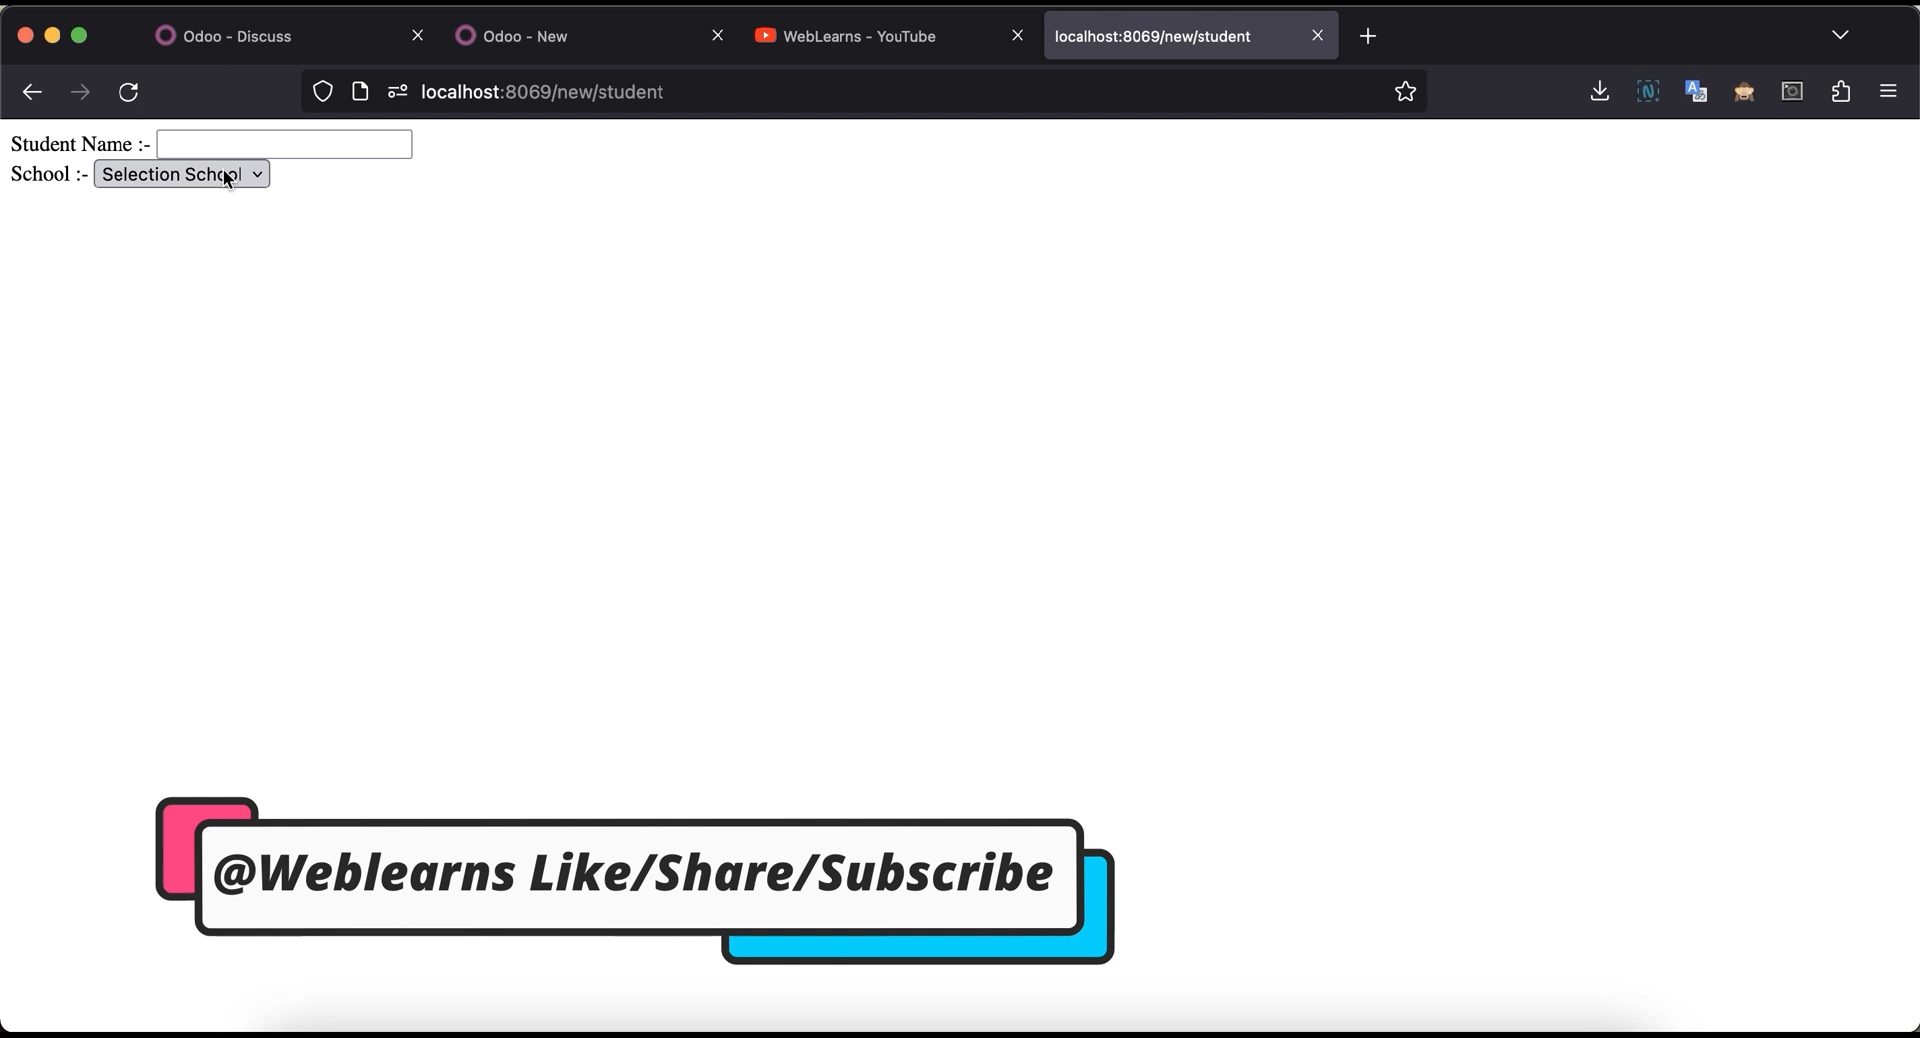 Odoo - Discuss
Odoo - New
WebLearns - YouTube
localhost:8069/new/student
localhost:8069/new/student
Student Name :-
School :- Selection School
@Weblearns Like/Share/Subscribe